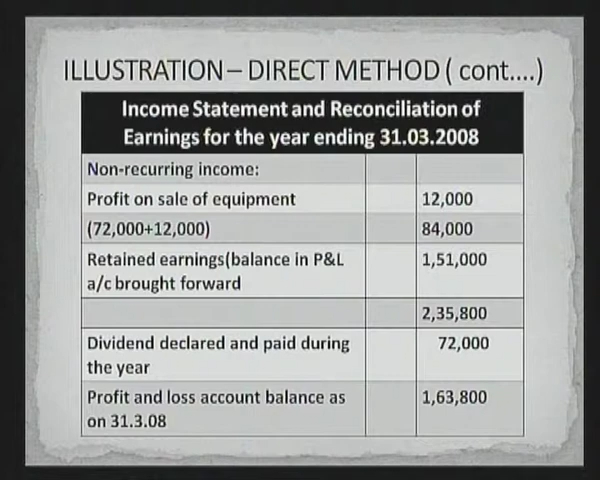 ILLUSTRATION – DIRECT METHOD ( cont....)
Income Statement and Reconciliation of
Earnings for the year ending 31.03.2008
Non-recurring income:
Profit on sale of equipment 12,000
(72,000+12,000) 84,000
Retained earnings(balance in P&L 1,51,000
a/c brought forward
2,35,800
Dividend declared and paid during 72,000
the year
Profit and loss account balance as 1,63,800
on 31.3.08